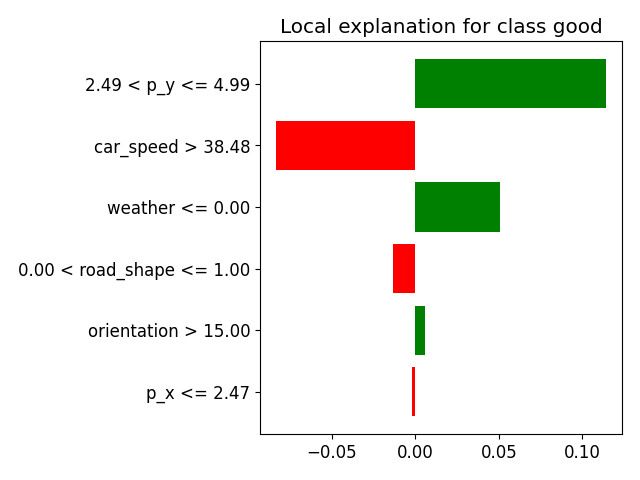 Local explanation for class good
2.49 < p_y <= 4.99
car_speed > 38.48
weather <= 0.00
0.00 < road_shape <= 1.00
orientation > 15.00
p_x <= 2.47
−0.05 0.00 0.05 0.10